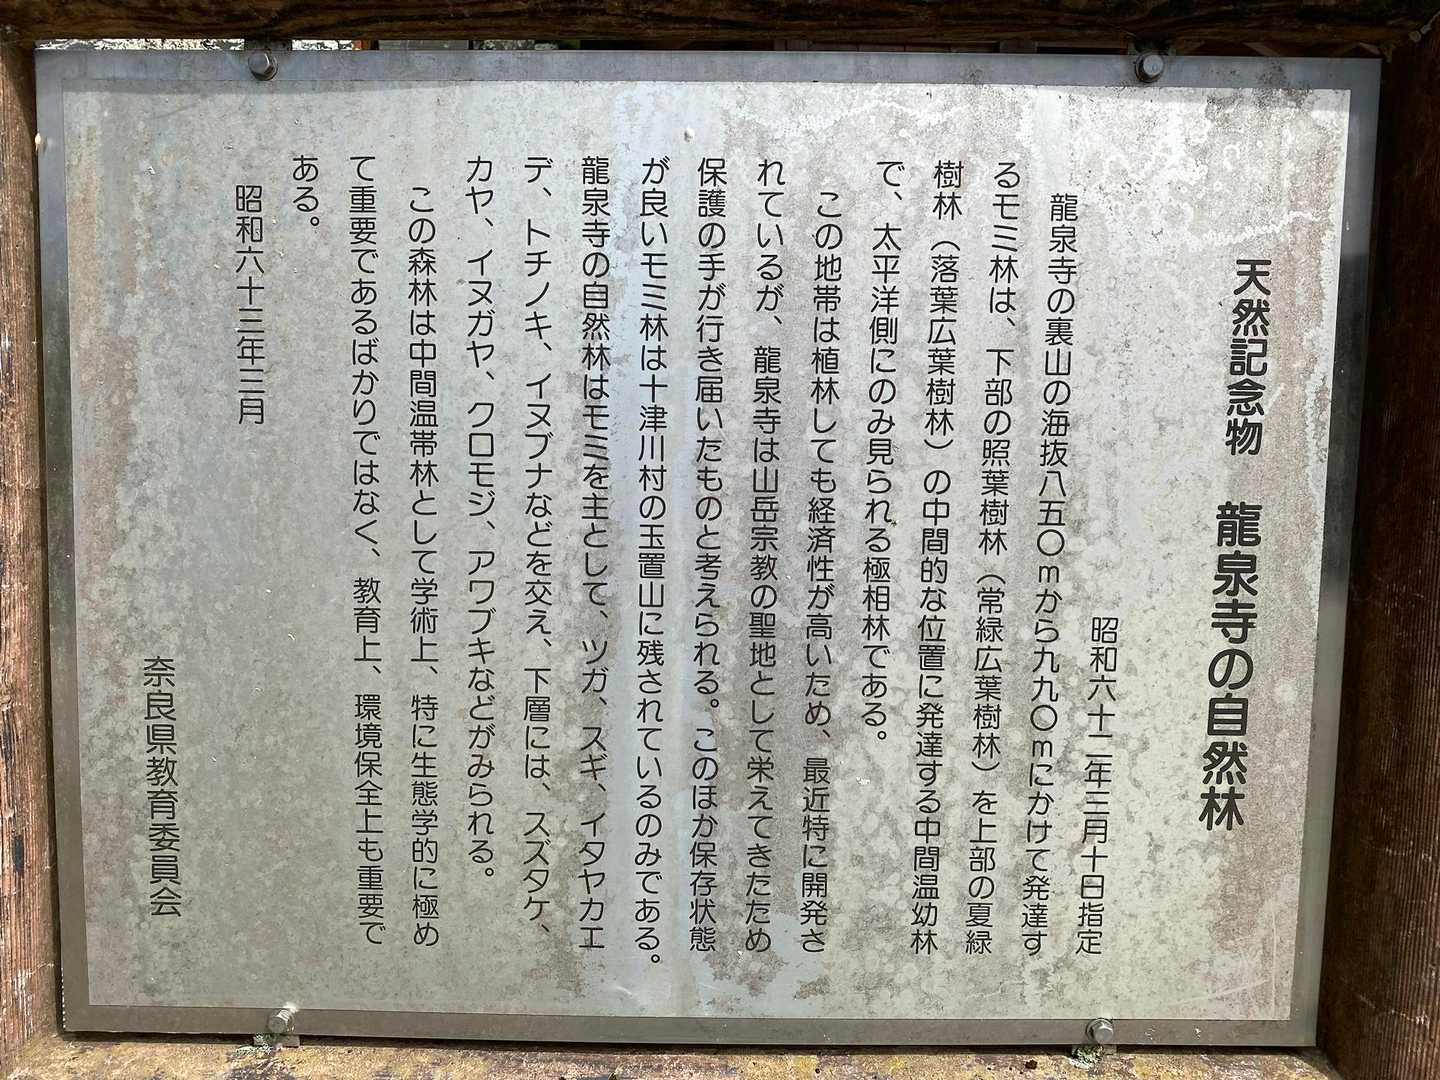 天然記念物 龍泉寺の自然林
昭和六十二年三月十日指定
龍泉寺の裏山の海抜八五〇mから九九〇mにかけて発達す
るモミ林は、下部の照葉樹林（常緑広葉樹林）を上部の夏緑
樹林（落葉広葉樹林）の中間的な位置に発達する中間温幼林
で、太平洋側にのみ見られる極相林である。
この地帯は植林しても経済性が高いため、最近特に開発さ
れているが、龍泉寺は山岳宗教の聖地として栄えてきたため
保護の手が行き届いたものと考えられる。このほか保存状態
が良いモミ林は十津川村の玉置山に残されているのみである。
龍泉寺の自然林はモミを主として、ツガ、スギ、イタヤカエ
デ、トチノキ、イヌブナなどを交え、下層には、スズタケ、
カヤ、イヌガヤ、クロモジ、アワブキなどがみられる。
この森林は中間温帯林として学術上、特に生態学的に極め
て重要であるばかりではなく、教育上、環境保全上も重要で
ある。
昭和六十三年三月
奈良県教育委員会